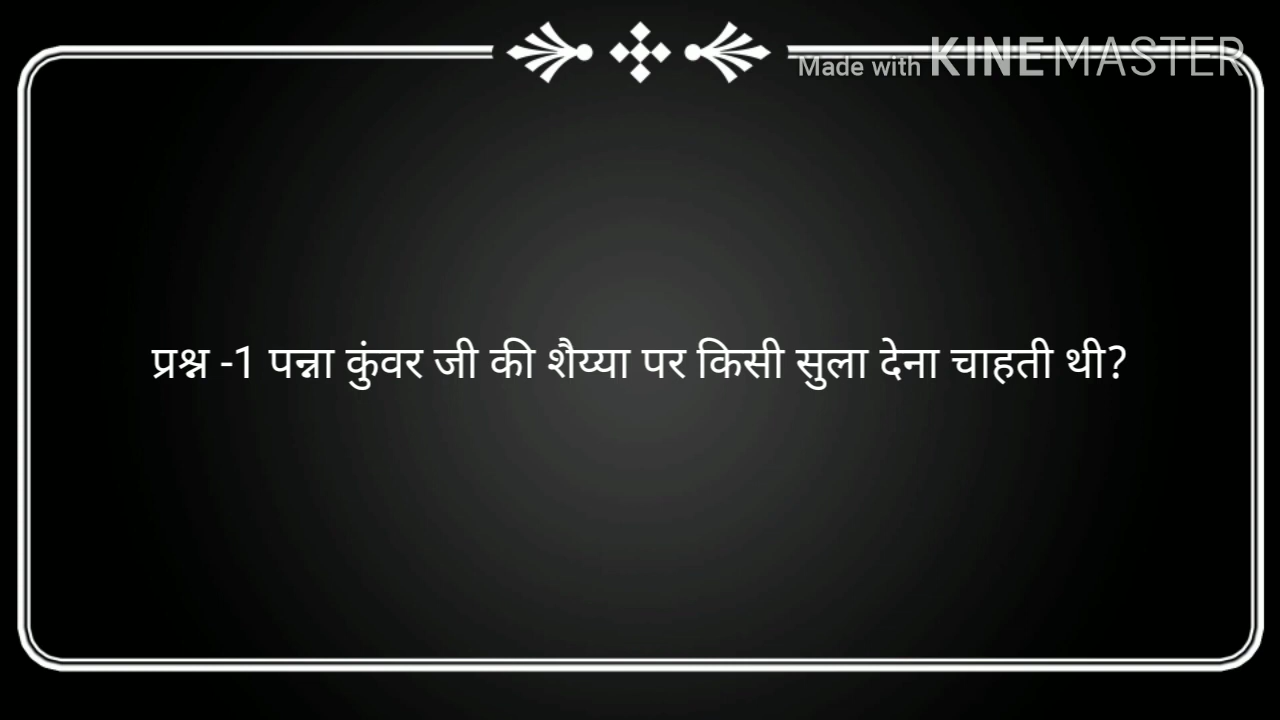 Made with KINEMASTER
प्रश्न -1 पन्ना कुंवर जी की शैय्या पर किसी सुला देना चाहती थी?